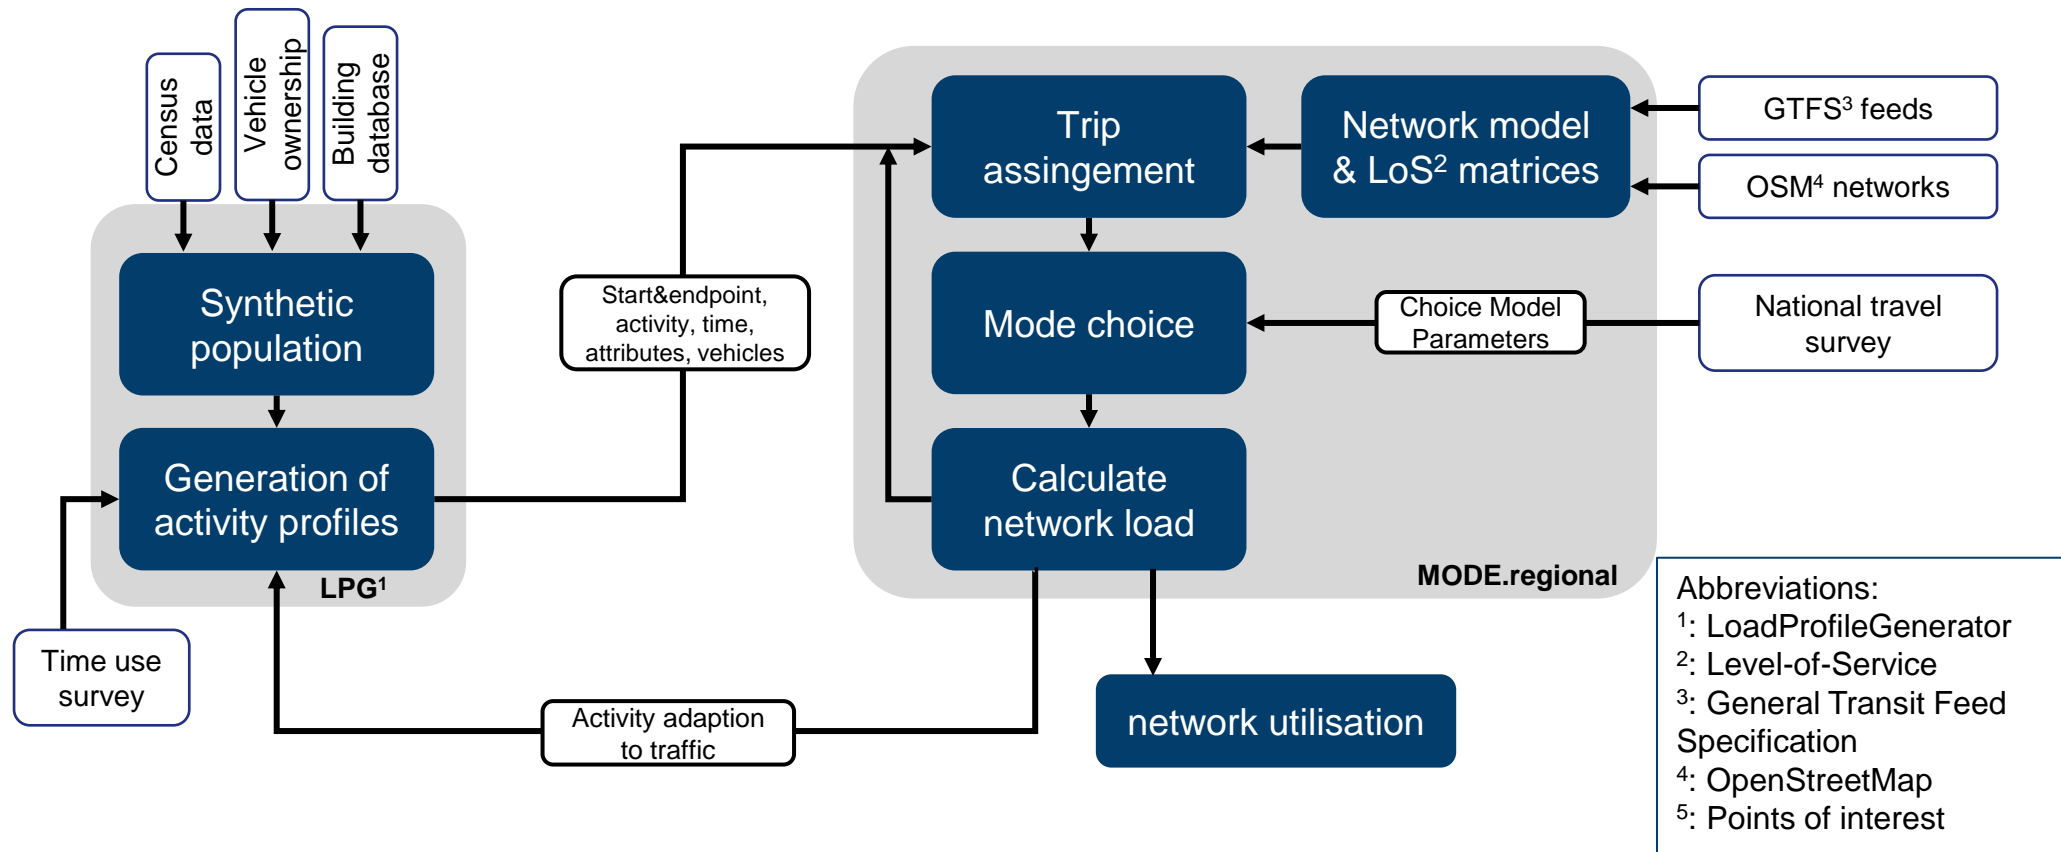 Census
data
Vehicle
ownership
Building
database
Synthetic
population
Generation of
activity profiles
LPG¹
Time use
survey
Start&endpoint,
activity, time,
attributes, vehicles
Activity adaption
to traffic
Trip
assingement
Network model
& LoS² matrices
Mode choice
Calculate
network load
MODE.regional
network utilisation
Choice Model
Parameters
GTFS³ feeds
OSM⁴ networks
National travel
survey
Abbreviations:
¹: LoadProfileGenerator
²: Level-of-Service
³: General Transit Feed
Specification
⁴: OpenStreetMap
⁵: Points of interest